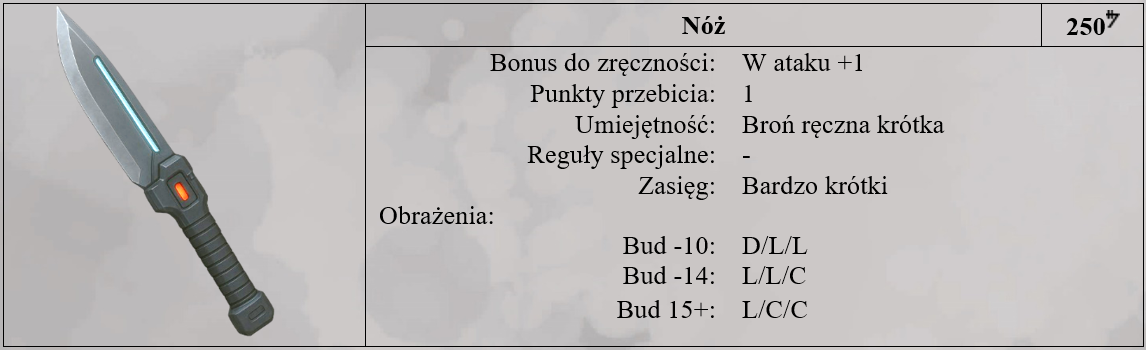 Nóż 250
Bonus do zręczności: W ataku +1
Punkty przebicia: 1
Umiejętność: Broń ręczna krótka
Reguły specjalne: -
Zasięg: Bardzo krótki
Obrażenia:
Bud -10: D/L/L
Bud -14: L/L/C
Bud 15+: L/C/C